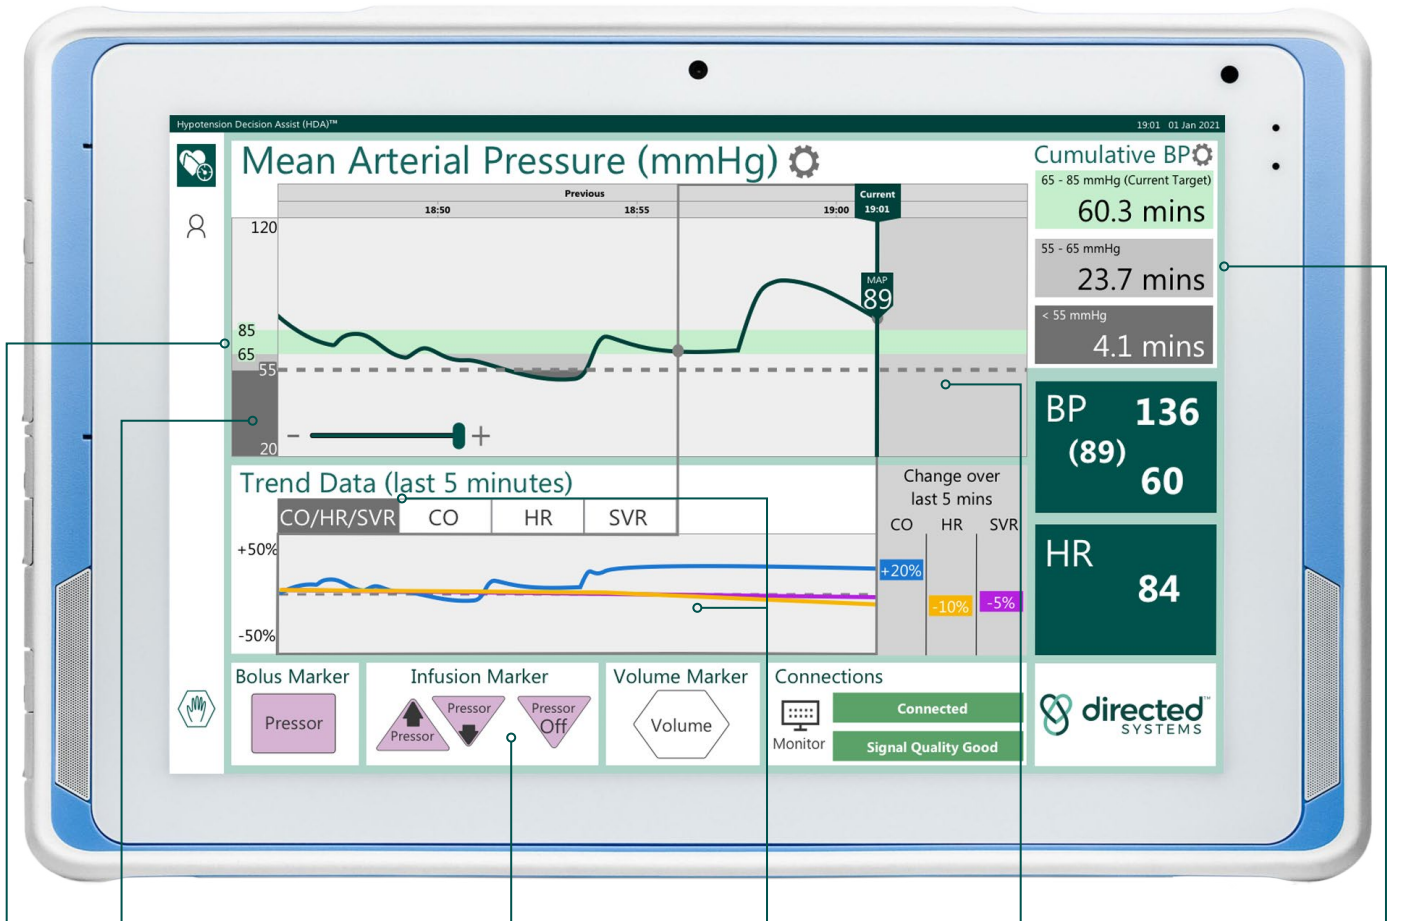 Hypotension Decision Assist (HDA)™
19:01 01 Jan 2021
Mean Arterial Pressure (mmHg)
Previous
Current
18:50
18:55
19:00
19:01
120
85
65
55
20
MAP
89
- +
Cumulative BP
65 - 85 mmHg (Current Target)
60.3 mins
55 - 65 mmHg
23.7 mins
< 55 mmHg
4.1 mins
BP 136
(89)
60
HR
84
Trend Data (last 5 minutes)
CO/HR/SVR CO HR SVR
+50%
-50%
Change over
last 5 mins
CO HR SVR
+20%
-10%
-5%
Bolus Marker
Pressor
Infusion Marker
Pressor
Pressor
Pressor
Off
Volume Marker
Volume
Connections
Monitor
Connected
Signal Quality Good
directed™
SYSTEMS